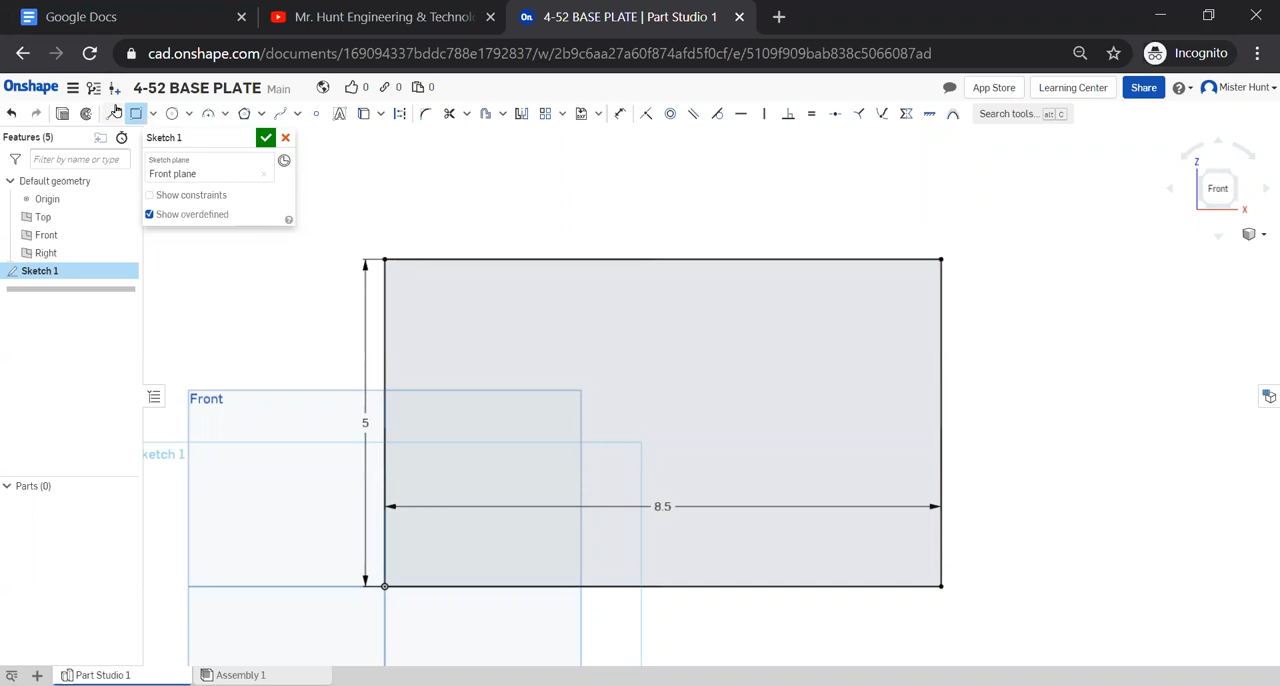 Google Docs
Mr. Hunt Engineering & Technol
On 4-52 BASE PLATE | Part Studio 1
cad.onshape.com/documents/169094337bddc788e1792837/w/2b9c6aa27a60f874afd5f0cf/e/5109f909bab838c5066087ad
Incognito
Onshape
4-52 BASE PLATE Main
0
0
0
App Store
Learning Center
Share
Mister Hunt
Search tools... alt C
Features (5)
Filter by name or type
Default geometry
Origin
Top
Front
Right
Sketch 1
Sketch 1
Sketch plane
Front plane
Show constraints
Show overdefined
Front
Z
X
Front
ketch 1
5
8.5
Parts (0)
Part Studio 1
Assembly 1